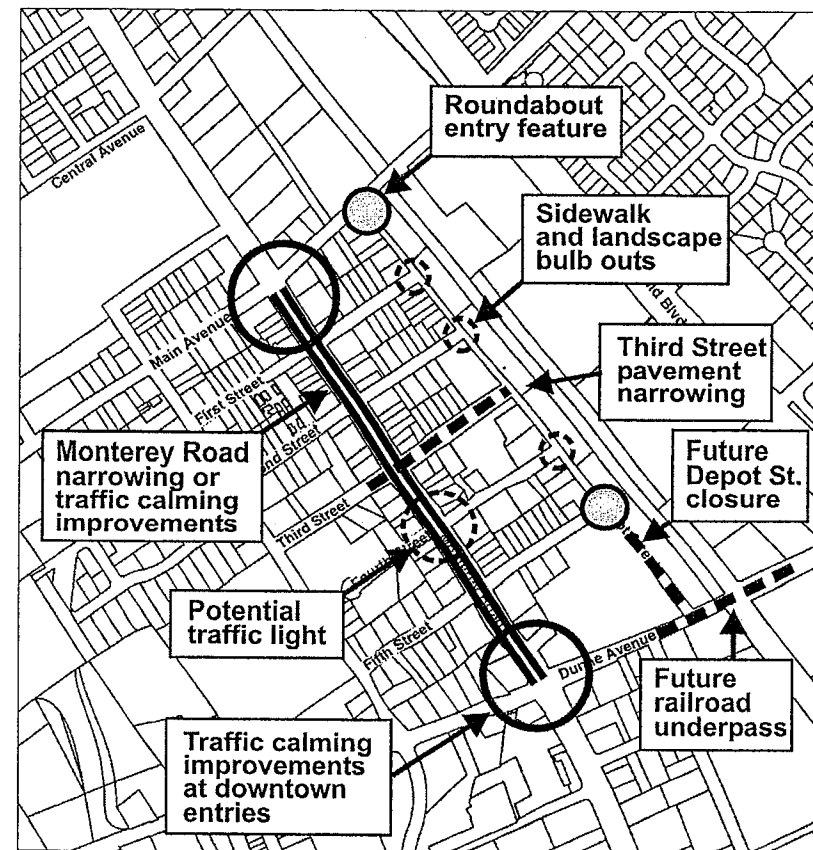 Roundabout
entry feature
Central Avenue
Sidewalk
and landscape
bulb outs
Main Avenue
Third Street
pavement
narrowing
First Street
Monterey Road
narrowing or
traffic calming
improvements
Future
Depot St.
closure
Third Street
Potential
traffic light
Fifth Street
Dunne Avenue
Future
railroad
underpass
Traffic calming
improvements
at downtown
entries